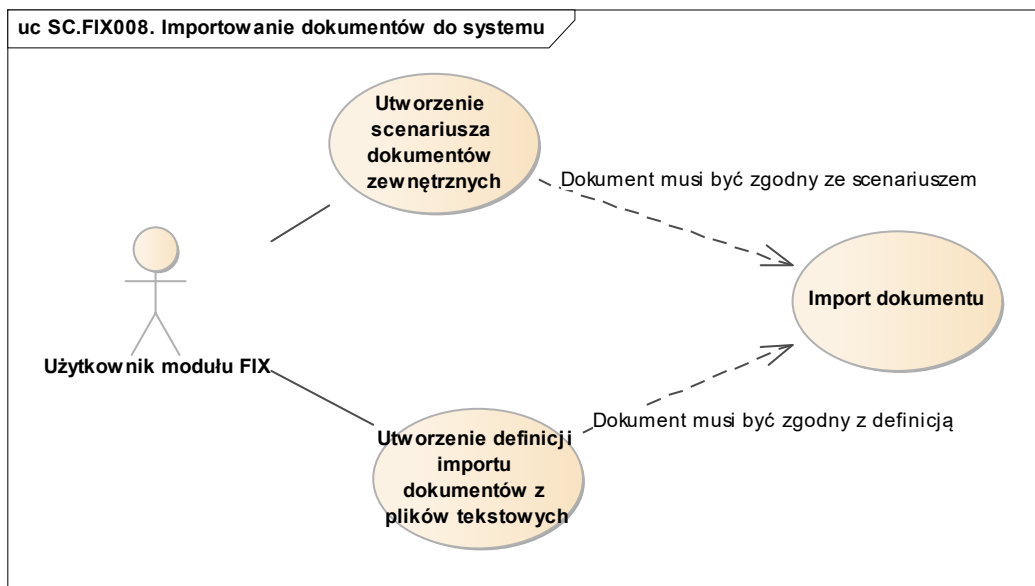 uc SC.FIX008. Importowanie dokumentów do systemu
Utworzenie
scenariusza
dokumentów
zewnętrznych
Dokument musi być zgodny ze scenariuszem
Import dokumentu
Użytkownik modułu FIX
Dokument musi być zgodny z definicją
Utworzenie definicji
importu
dokumentów z
plików tekstowych